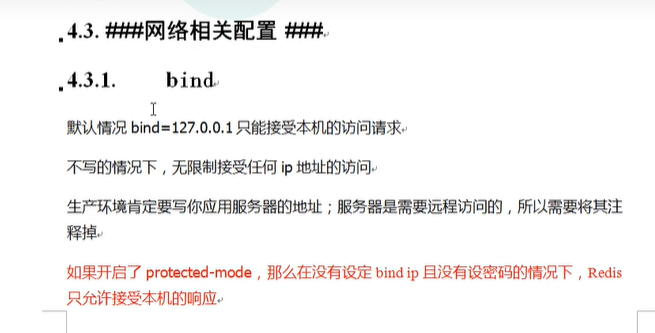 4.3. ###网络相关配置 ###
4.3.1. bind
默认情况 bind=127.0.0.1 只能接受本机的访问请求
不写的情况下，无限制接受任何 ip 地址的访问
生产环境肯定要写你应用服务器的地址；服务器是需要远程访问的，所以需要将其注
释掉
如果开启了 protected-mode，那么在没有设定 bind ip 且没有设密码的情况下，Redis
只允许接受本机的响应